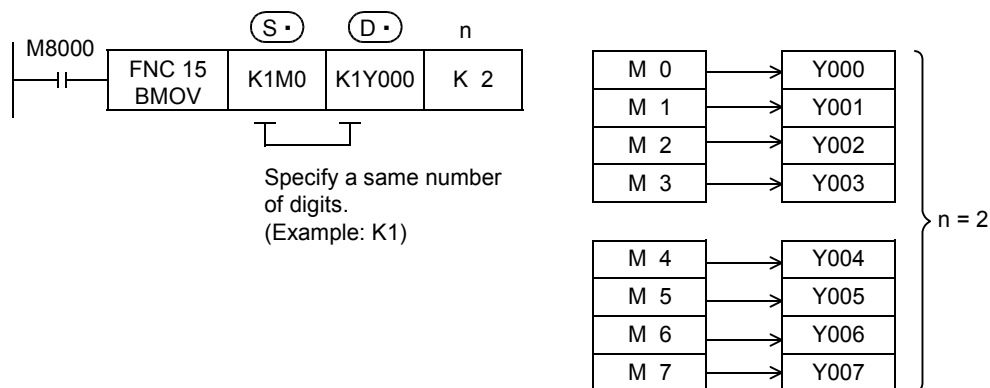 S・ D・ n
M8000
FNC 15
BMOV
K1M0 K1Y000 K 2
Specify a same number
of digits.
(Example: K1)
M 0 Y000
M 1 Y001
M 2 Y002
M 3 Y003
n = 2
M 4 Y004
M 5 Y005
M 6 Y006
M 7 Y007